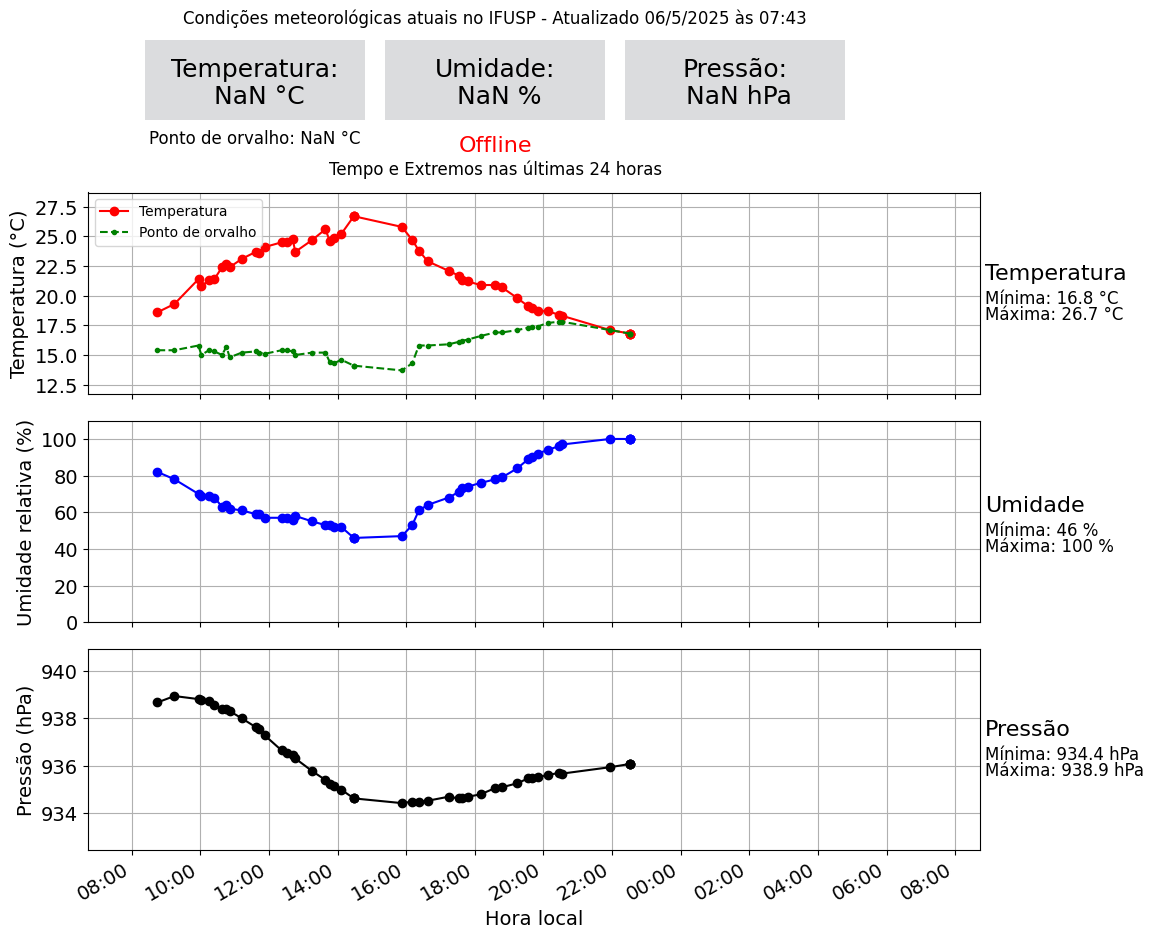 Condições meteorológicas atuais no IFUSP - Atualizado 06/5/2025 às 07:43
Temperatura:
NaN °C
Umidade:
NaN %
Pressão:
NaN hPa
Ponto de orvalho: NaN °C
Offline
Tempo e Extremos nas últimas 24 horas
Temperatura (°C)
27.5
25.0
22.5
20.0
17.5
15.0
12.5
Temperatura
Ponto de orvalho
Temperatura
Mínima: 16.8 °C
Máxima: 26.7 °C
Umidade relativa (%)
100
80
60
40
20
0
Umidade
Mínima: 46 %
Máxima: 100 %
Pressão (hPa)
940
938
936
934
Pressão
Mínima: 934.4 hPa
Máxima: 938.9 hPa
08:00 10:00 12:00 14:00 16:00 18:00 20:00 22:00 00:00 02:00 04:00 06:00 08:00
Hora local